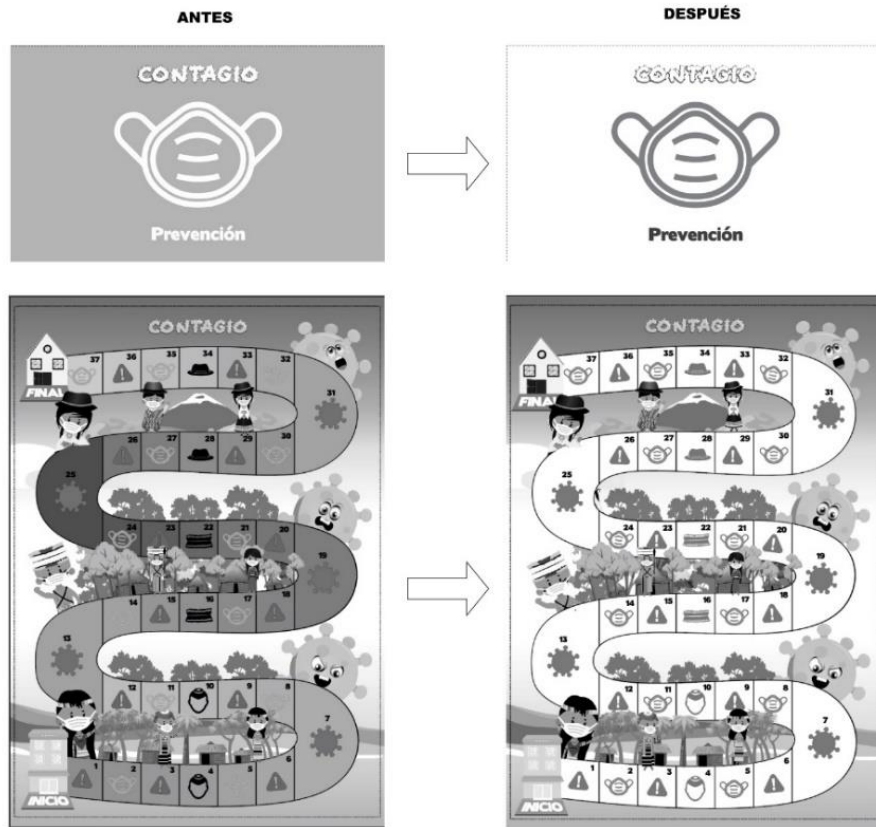 ANTES
DESPUÉS
CONTAGIO
Prevención
CONTAGIO
Prevención
CONTAGIO
37 36 35 34 33 32
31
FINAL
26 27 28 29 30
25
24 23 22 21 20
19
14 15 16 17 18
13
12 11 10 9 8
7
1 2 3 4 5 6
INICIO
CONTAGIO
37 36 35 34 33 32
31
FINAL
26 27 28 29 30
25
24 23 22 21 20
19
14 15 16 17 18
13
12 11 10 9 8
7
1 2 3 4 5 6
INICIO